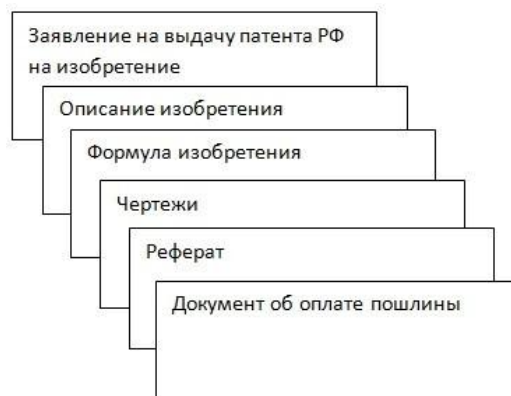 Заявление на выдачу патента РФ
на изобретение
Описание изобретения
Формула изобретения
Чертежи
Реферат
Документ об оплате пошлины